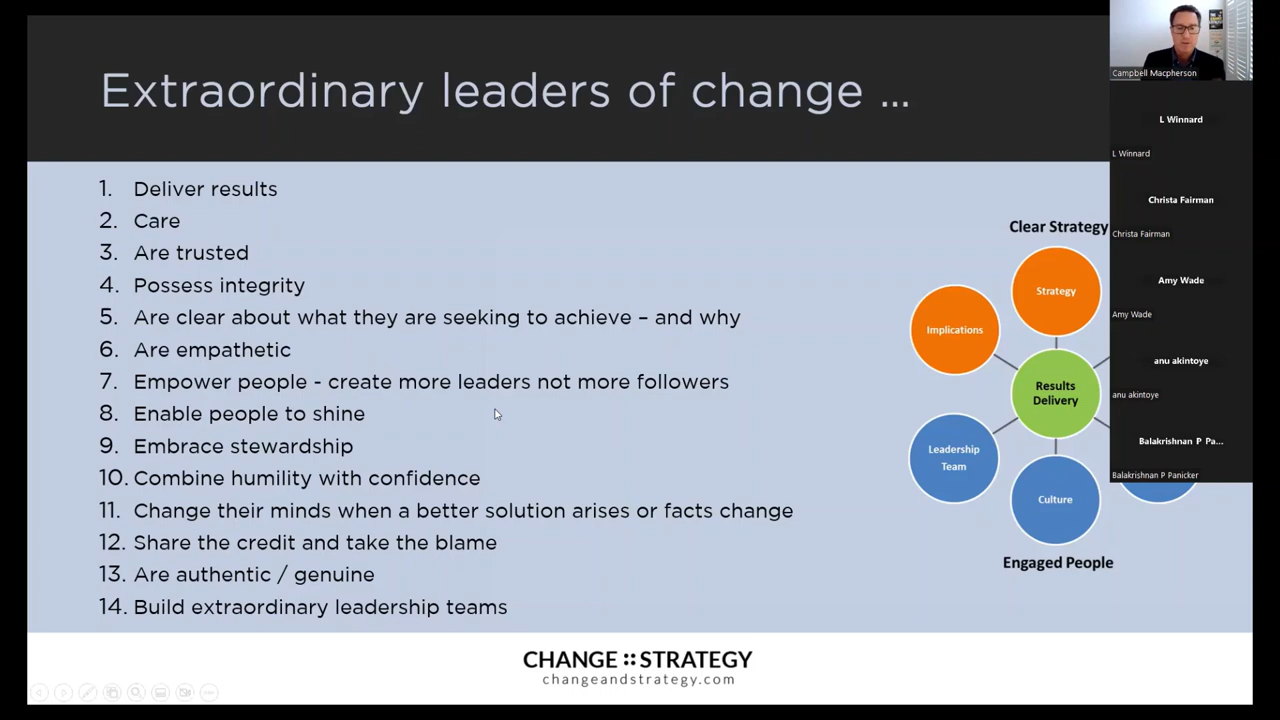 Extraordinary leaders of change ...
1. Deliver results
2. Care
3. Are trusted
4. Possess integrity
5. Are clear about what they are seeking to achieve – and why
6. Are empathetic
7. Empower people - create more leaders not more followers
8. Enable people to shine
9. Embrace stewardship
10. Combine humility with confidence
11. Change their minds when a better solution arises or facts change
12. Share the credit and take the blame
13. Are authentic / genuine
14. Build extraordinary leadership teams
Clear Strategy
Strategy
Implications
Results
Delivery
Leadership
Team
Culture
Engaged People
CHANGE :: STRATEGY
changeandstrategy.com
Campbell Macpherson
L Winnard
L Winnard
Christa Fairman
Christa Fairman
Amy Wade
Amy Wade
anu akintoye
anu akintoye
Balakrishnan P Pa...
Balakrishnan P Panicker